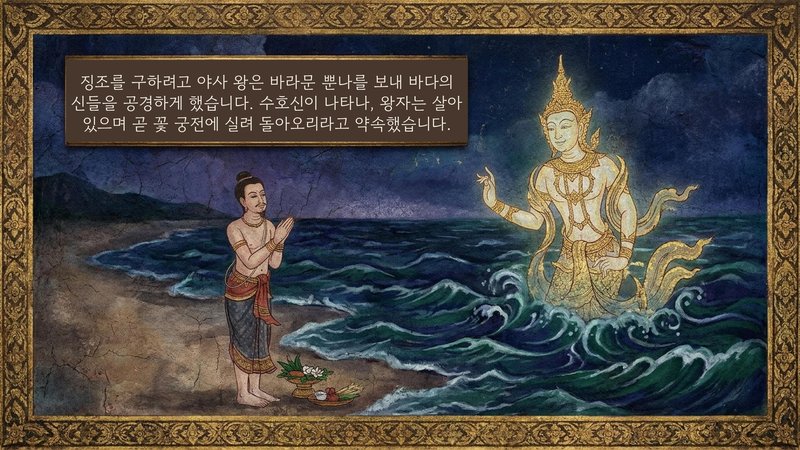 징조를 구하려고 야사 왕은 바라문 뿐나를 보내 바다의
신들을 공경하게 했습니다. 수호신이 나타나, 왕자는 살아
있으며 곧 꽃 궁전에 실려 돌아오리라고 약속했습니다.